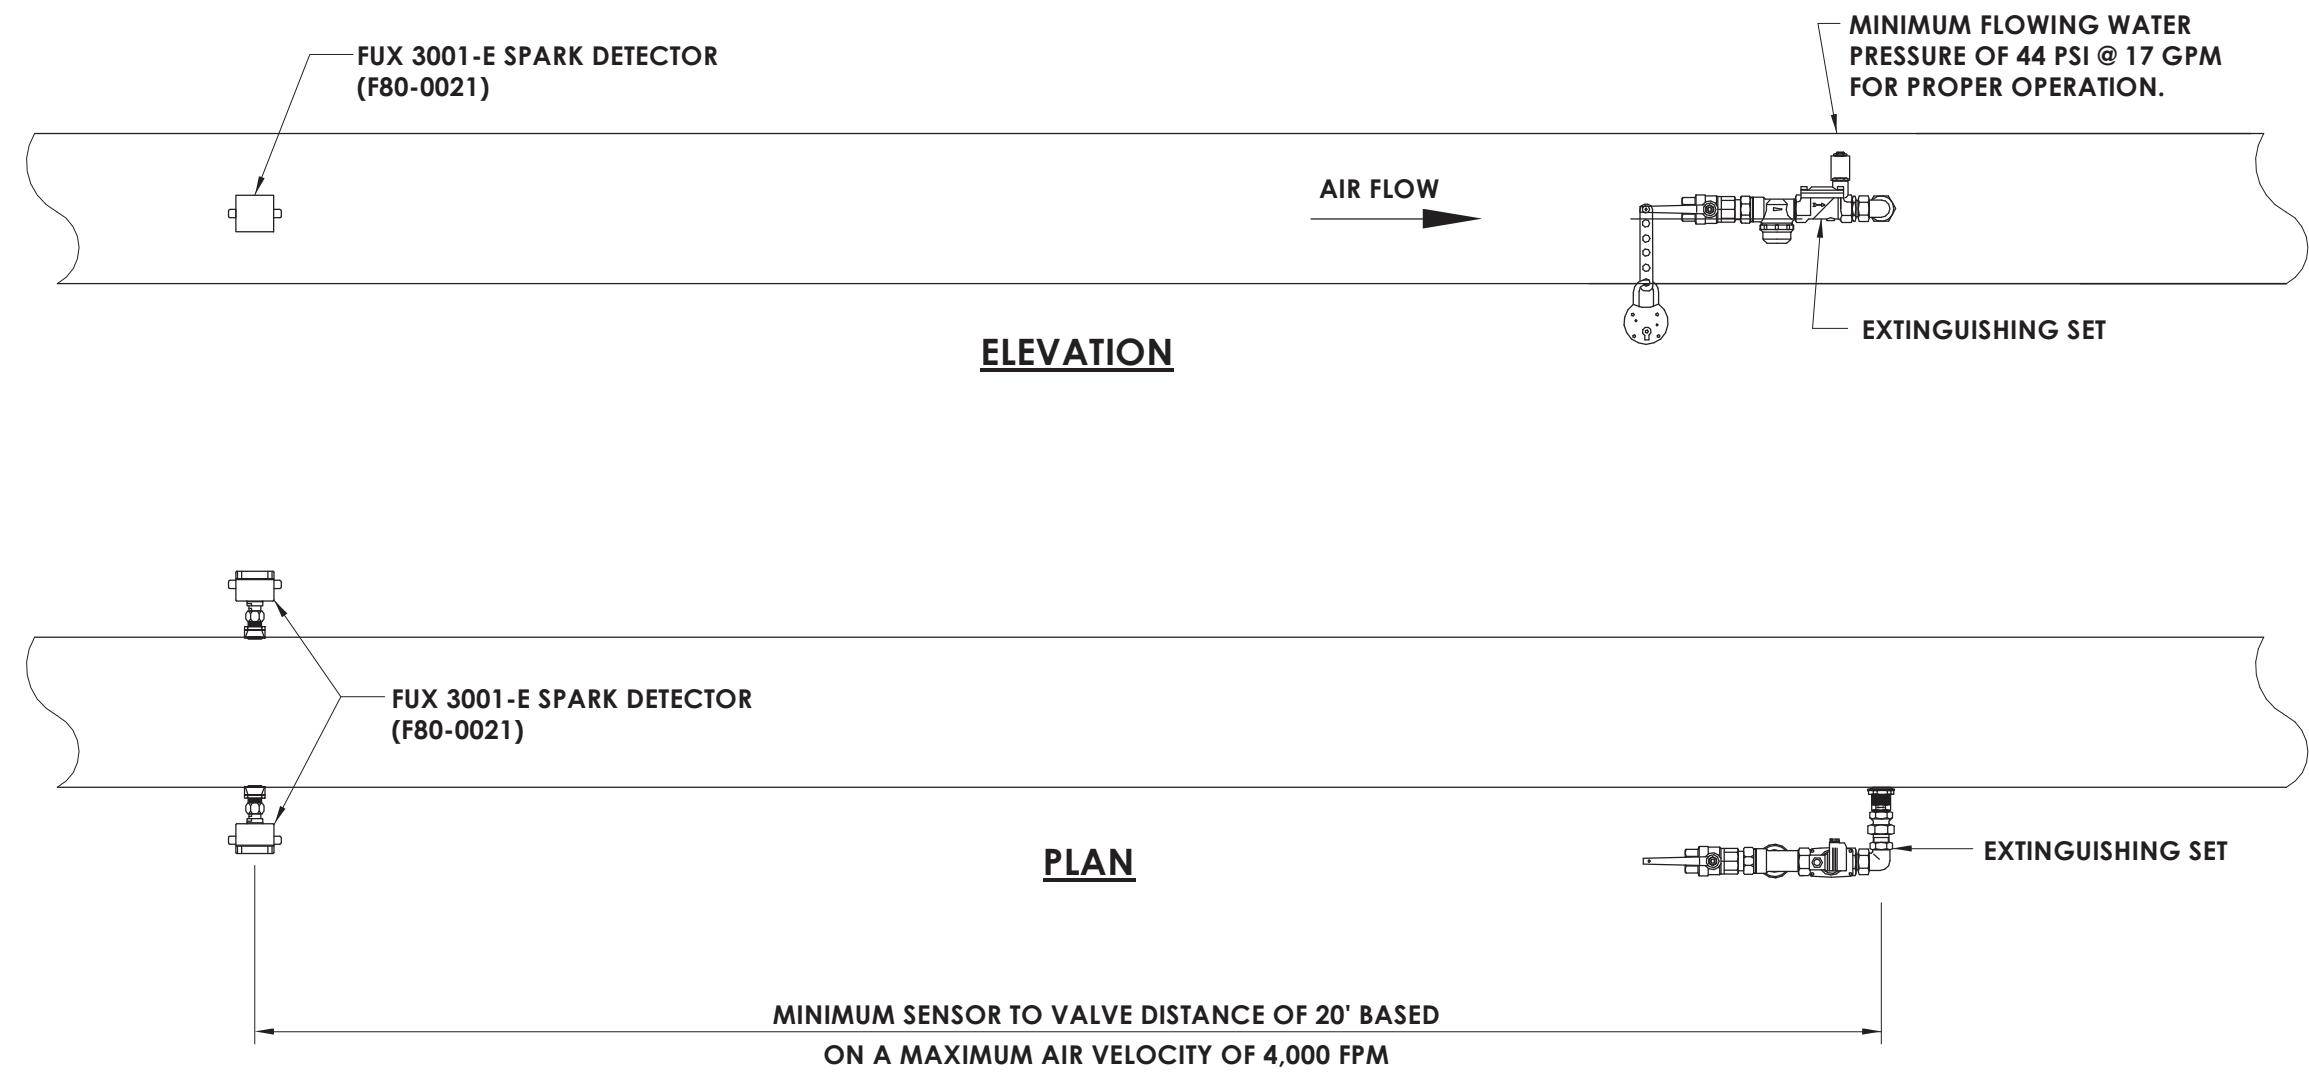 FUX 3001-E SPARK DETECTOR
(F80-0021)
MINIMUM FLOWING WATER
PRESSURE OF 44 PSI @ 17 GPM
FOR PROPER OPERATION.
AIR FLOW
EXTINGUISHING SET
ELEVATION
FUX 3001-E SPARK DETECTOR
(F80-0021)
EXTINGUISHING SET
PLAN
MINIMUM SENSOR TO VALVE DISTANCE OF 20' BASED
ON A MAXIMUM AIR VELOCITY OF 4,000 FPM